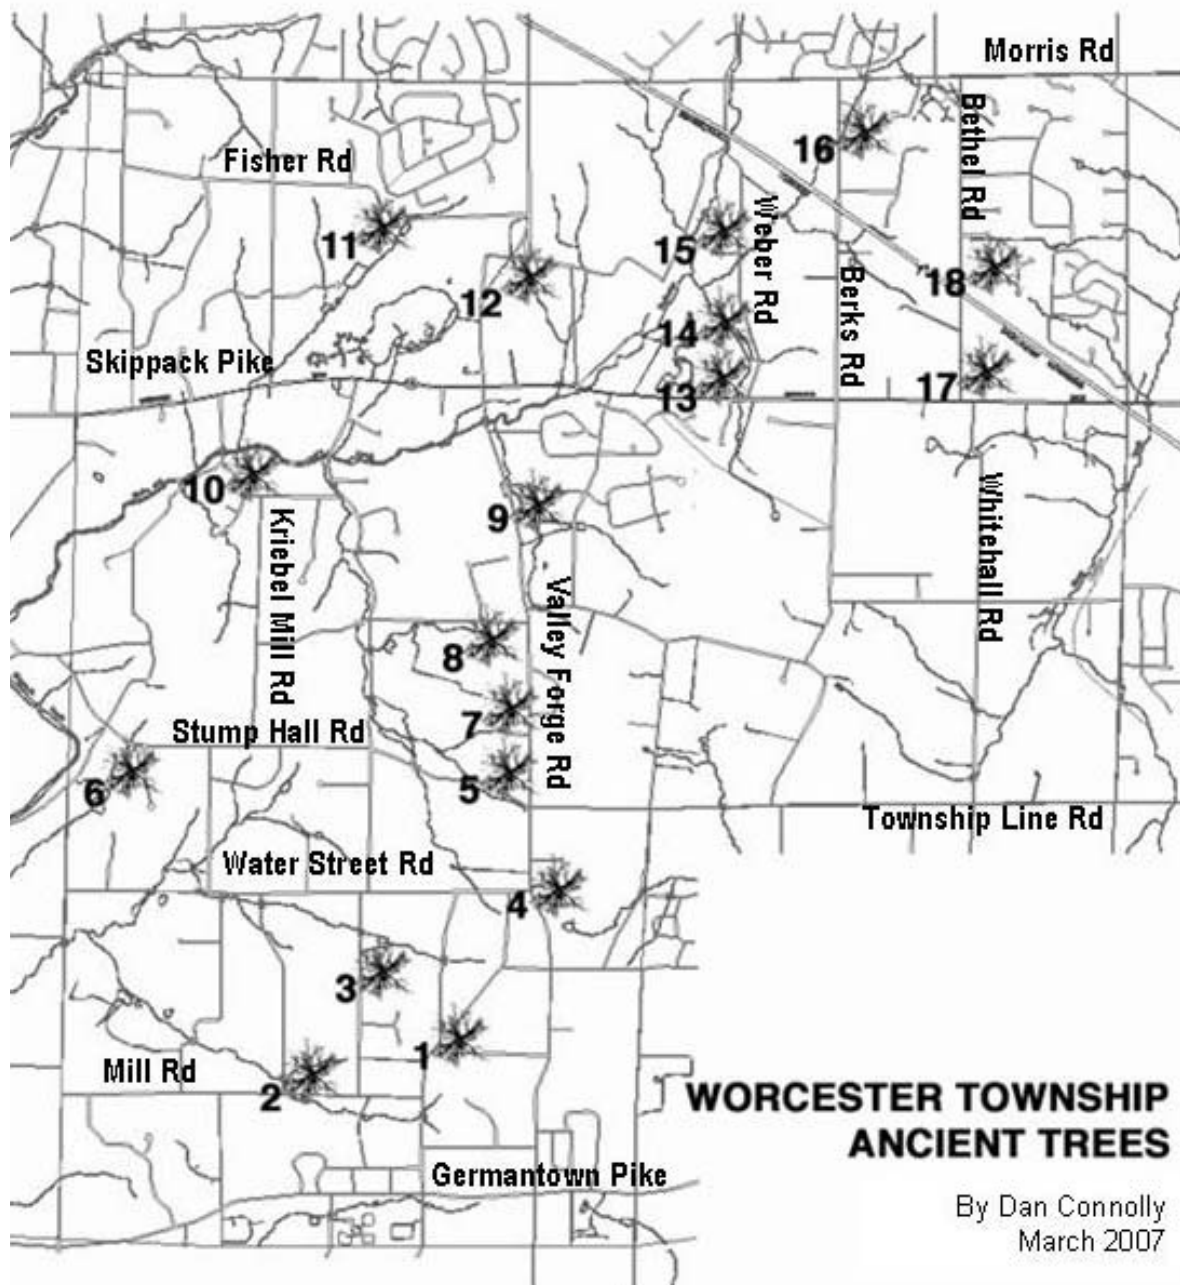 Morris Rd
Bethel Rd
16
Fisher Rd
Weber Rd
11
15
18
12
Berks Rd
14
Skippack Pike
13
17
10
9
Kriebel Mill Rd
Whitehall Rd
Valley Forge Rd
8
7
Stump Hall Rd
5
6
Township Line Rd
Water Street Rd
4
3
1
Mill Rd
2
WORCESTER TOWNSHIP
ANCIENT TREES
Germantown Pike
By Dan Connolly
March 2007